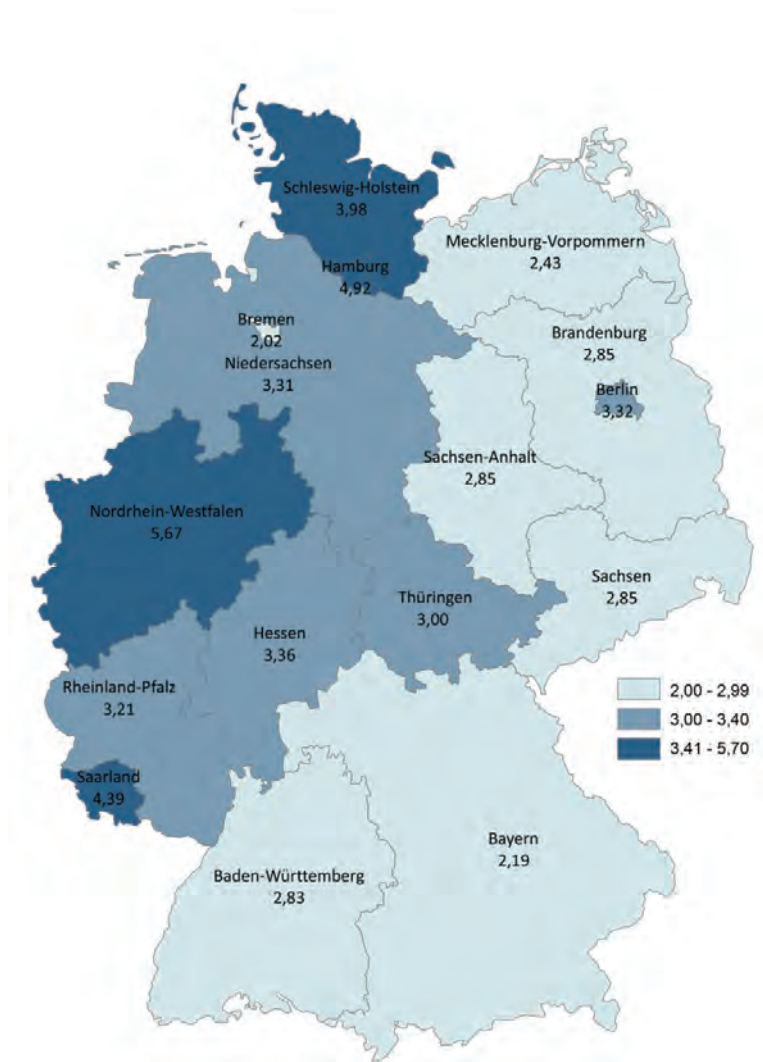 Schleswig-Holstein
3,98
Mecklenburg-Vorpommern
2,43
Hamburg
4,92
Bremen
2,02
Brandenburg
2,85
Niedersachsen
3,31
Berlin
3,32
Sachsen-Anhalt
2,85
Nordrhein-Westfalen
5,67
Sachsen
2,85
Thüringen
3,00
Hessen
3,36
Rheinland-Pfalz
3,21
2,00 - 2,99
3,00 - 3,40
3,41 - 5,70
Saarland
4,39
Bayern
2,19
Baden-Württemberg
2,83